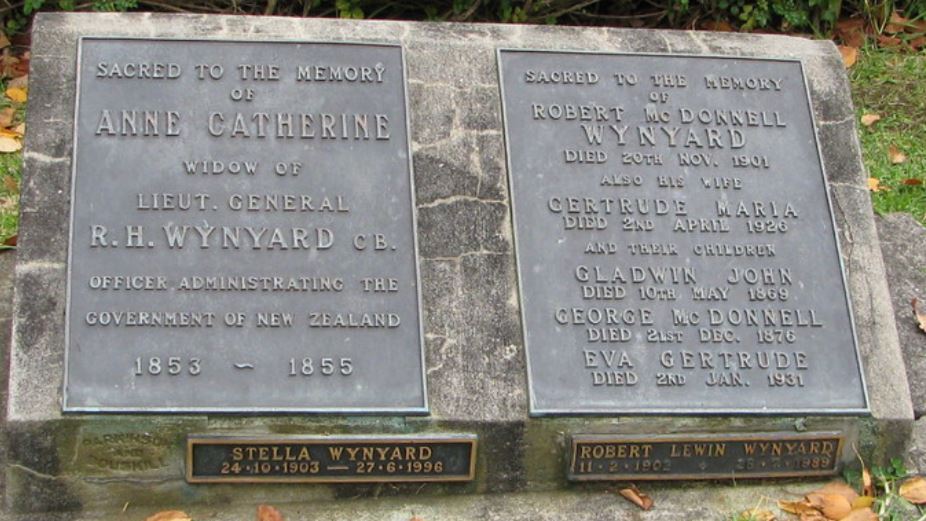 SACRED TO THE MEMORY
OF
ANNE CATHERINE
WIDOW OF
LIEUT. GENERAL
R.H. WYNYARD CB.
OFFICER ADMINISTRATING THE
GOVERNMENT OF NEW ZEALAND
1853 ~ 1855
SACRED TO THE MEMORY
OF
ROBERT McDONNELL
WYNYARD
DIED 20TH NOV. 1901
ALSO HIS WIFE
GERTRUDE MARIA
DIED 2ND APRIL 1926
AND THEIR CHILDREN
GLADWIN JOHN
DIED 10TH MAY 1869
GEORGE McDONNELL
DIED 21ST DEC. 1876
EVA GERTRUDE
DIED 2ND JAN. 1931
PARKINSON
STELLA WYNYARD
24·10·1903 — 27·6·1996
ROBERT LEWIN WYNYARD
11·2·1902